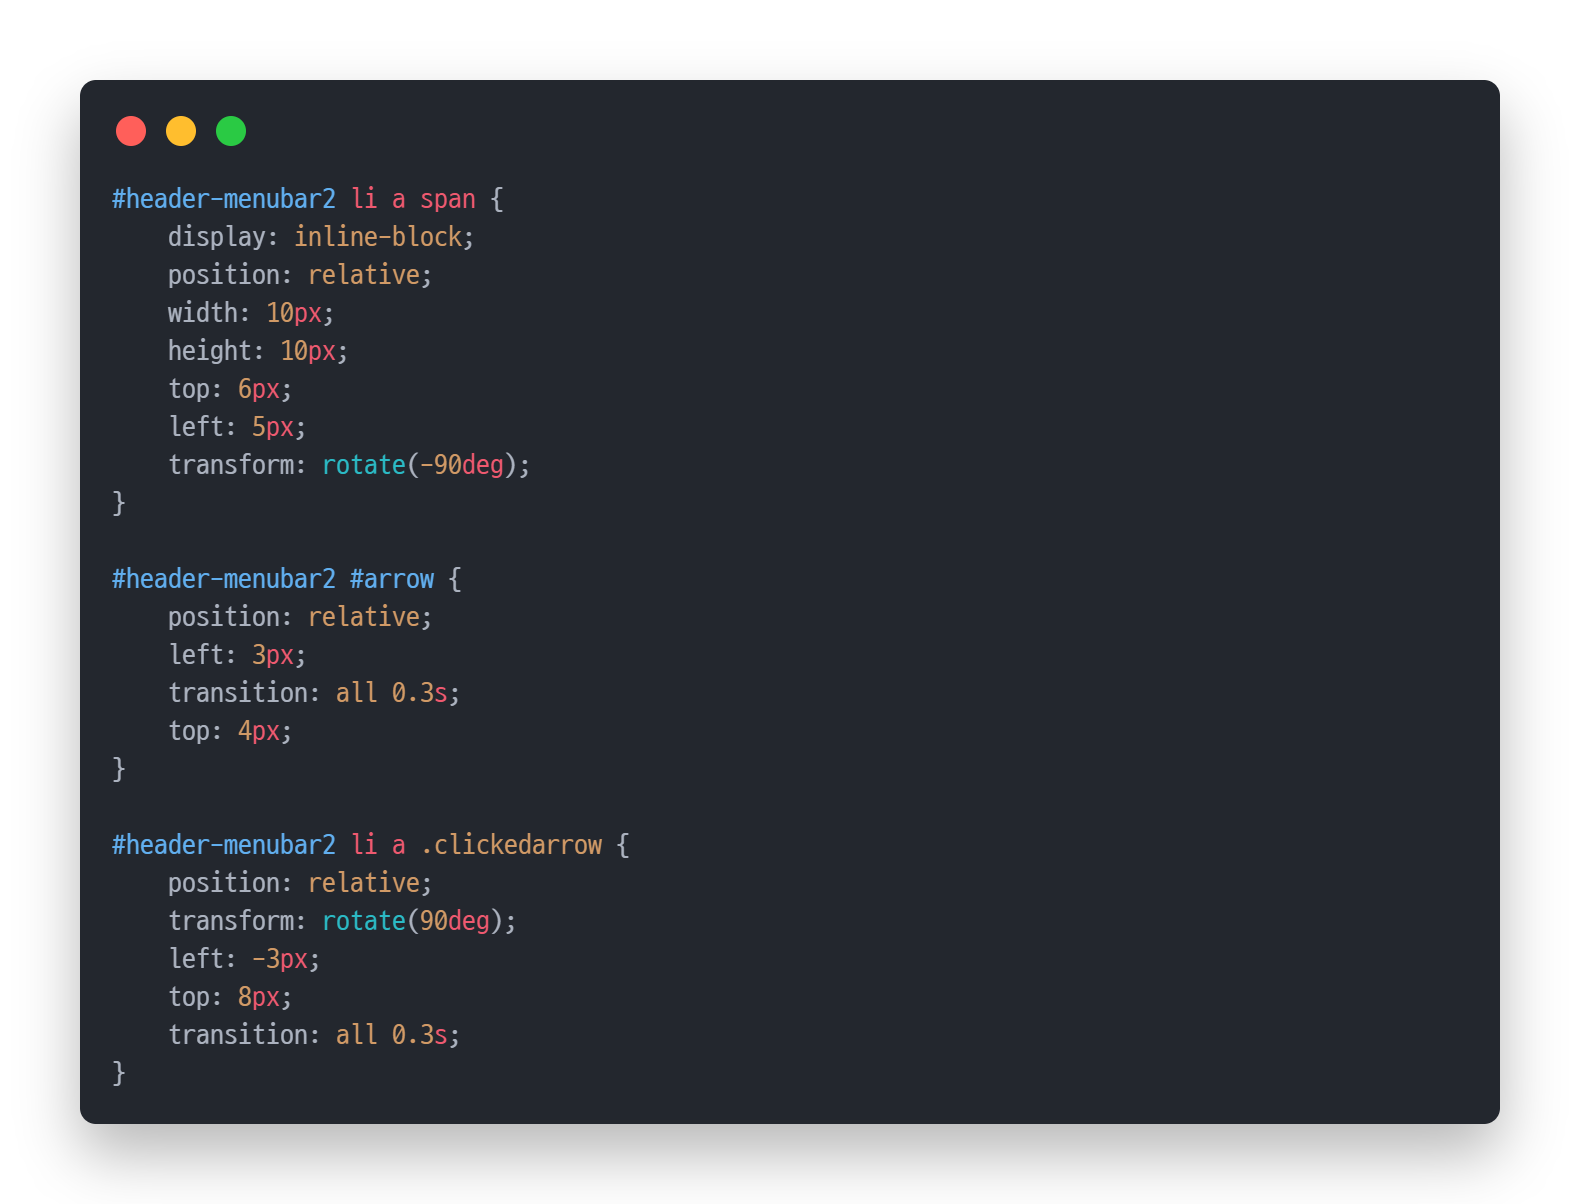 #header-menubar2 li a span {
    display: inline-block;
    position: relative;
    width: 10px;
    height: 10px;
    top: 6px;
    left: 5px;
    transform: rotate(-90deg);
}

#header-menubar2 #arrow {
    position: relative;
    left: 3px;
    transition: all 0.3s;
    top: 4px;
}

#header-menubar2 li a .clickedarrow {
    position: relative;
    transform: rotate(90deg);
    left: -3px;
    top: 8px;
    transition: all 0.3s;
}